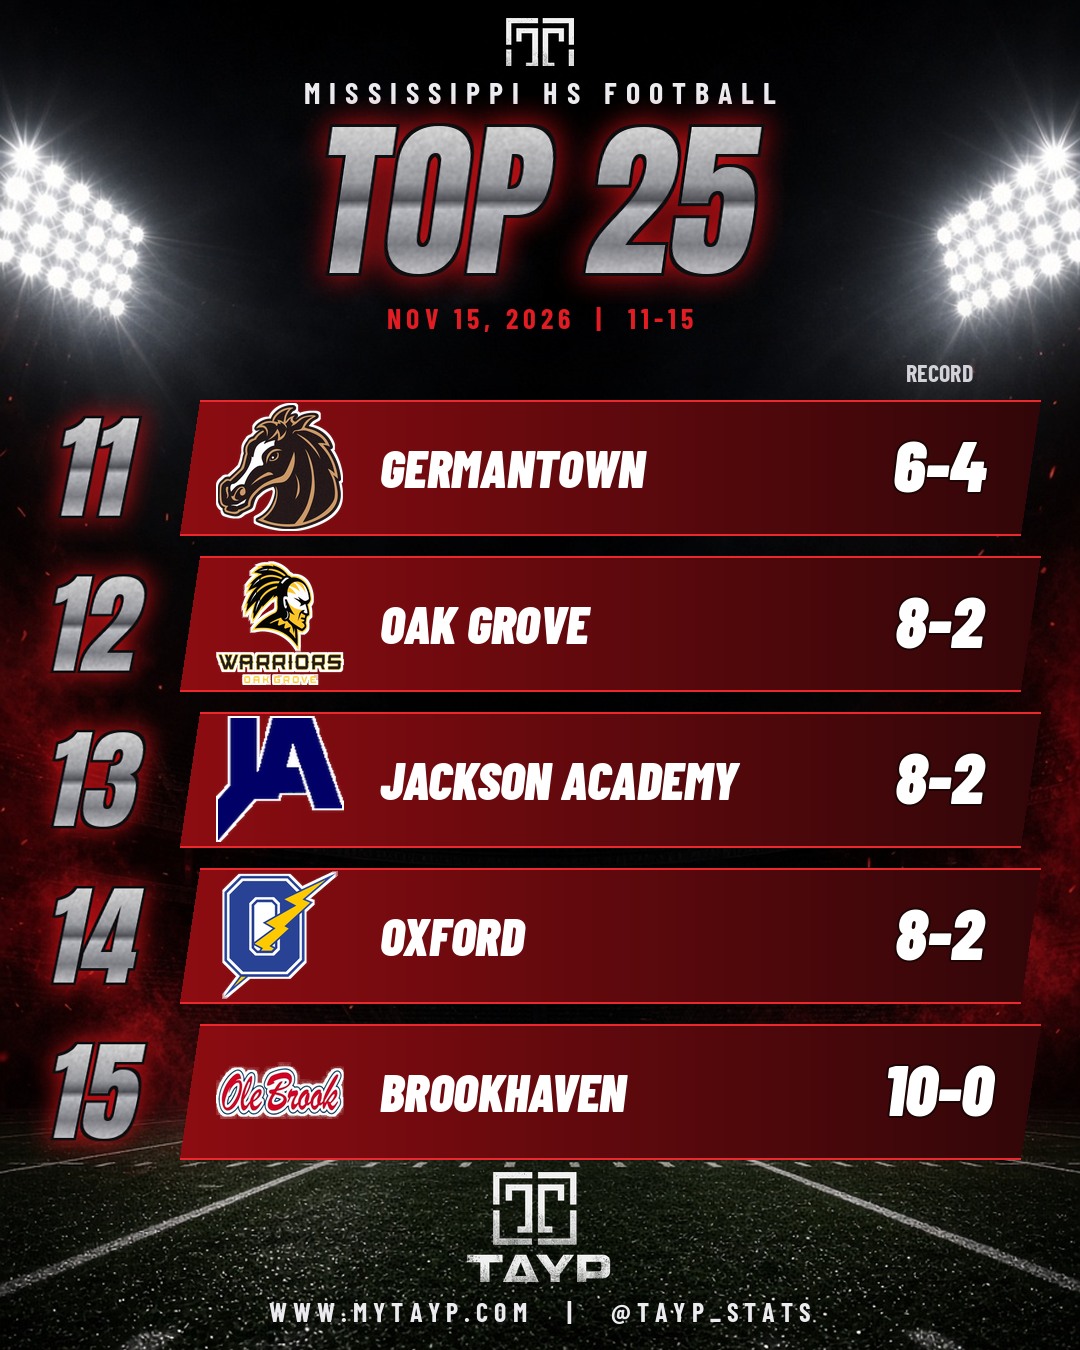 MISSISSIPPI HS FOOTBALL
TOP 25
NOV 15, 2026 | 11-15
RECORD
11 GERMANTOWN 6-4
12 WARRIORS OAK GROVE OAK GROVE 8-2
13 JA JACKSON ACADEMY 8-2
14 O OXFORD 8-2
15 Ole Brook BROOKHAVEN 10-0
TAYP
WWW.MYTAYP.COM | @TAYP_STATS